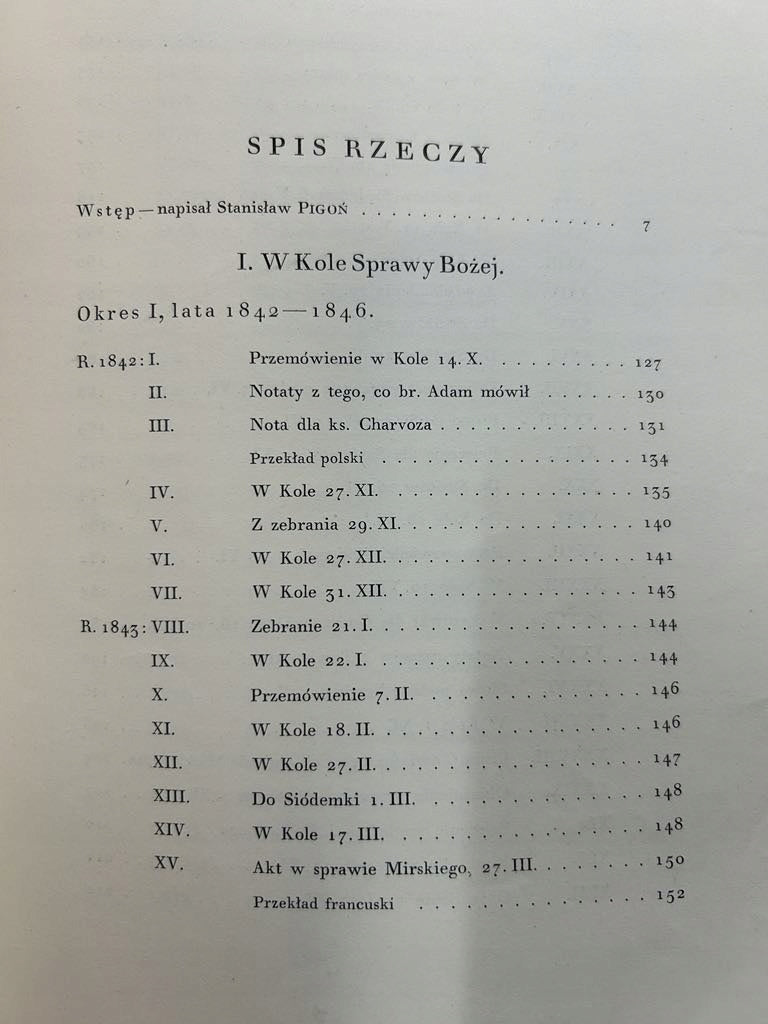 SPIS RZECZY
Wstęp — napisał Stanisław PIGOŃ . . . . . . . . . . . . . . . . . . 7
I. W Kole Sprawy Bożej.
Okres I, lata 1842—1846.
R. 1842: I. Przemówienie w Kole 14. X. . . . . . . . . . 127
II. Notaty z tego, co br. Adam mówił . . . . . . 130
III. Nota dla ks. Charvoza . . . . . . . . . . . . . 131
Przekład polski . . . . . . . . . . . . . . . . . 134
IV. W Kole 27. XI. . . . . . . . . . . . . . . . . 135
V. Z zebrania 29. XI. . . . . . . . . . . . . . . 140
VI. W Kole 27. XII. . . . . . . . . . . . . . . . 141
VII. W Kole 31. XII. . . . . . . . . . . . . . . . 143
R. 1843: VIII. Zebranie 21. I. . . . . . . . . . . . . . . . . 144
IX. W Kole 22. I. . . . . . . . . . . . . . . . . . 144
X. Przemówienie 7. II. . . . . . . . . . . . . . . 146
XI. W Kole 18. II. . . . . . . . . . . . . . . . . 146
XII. W Kole 27. II. . . . . . . . . . . . . . . . . 147
XIII. Do Siódemki 1. III. . . . . . . . . . . . . . . 148
XIV. W Kole 17. III. . . . . . . . . . . . . . . . . 148
XV. Akt w sprawie Mirskiego, 27. III. . . . . . . . 150
Przekład francuski . . . . . . . . . . . . . . . 152